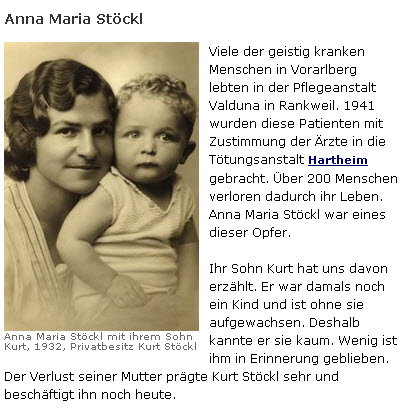 Anna Maria Stöckl
Viele der geistig kranken
Menschen in Vorarlberg
lebten in der Pflegeanstalt
Valduna in Rankweil. 1941
wurden diese Patienten mit
Zustimmung der Ärzte in die
Tötungsanstalt Hartheim
gebracht. Über 200 Menschen
verloren dadurch ihr Leben.
Anna Maria Stöckl war eines
dieser Opfer.
Ihr Sohn Kurt hat uns davon
erzählt. Er war damals noch
ein Kind und ist ohne sie
aufgewachsen. Deshalb
kannte er sie kaum. Wenig ist
ihm in Erinnerung geblieben.
Der Verlust seiner Mutter prägte Kurt Stöckl sehr und
beschäftigt ihn noch heute.
Anna Maria Stöckl mit ihrem Sohn
Kurt, 1932, Privatbesitz Kurt Stöckl